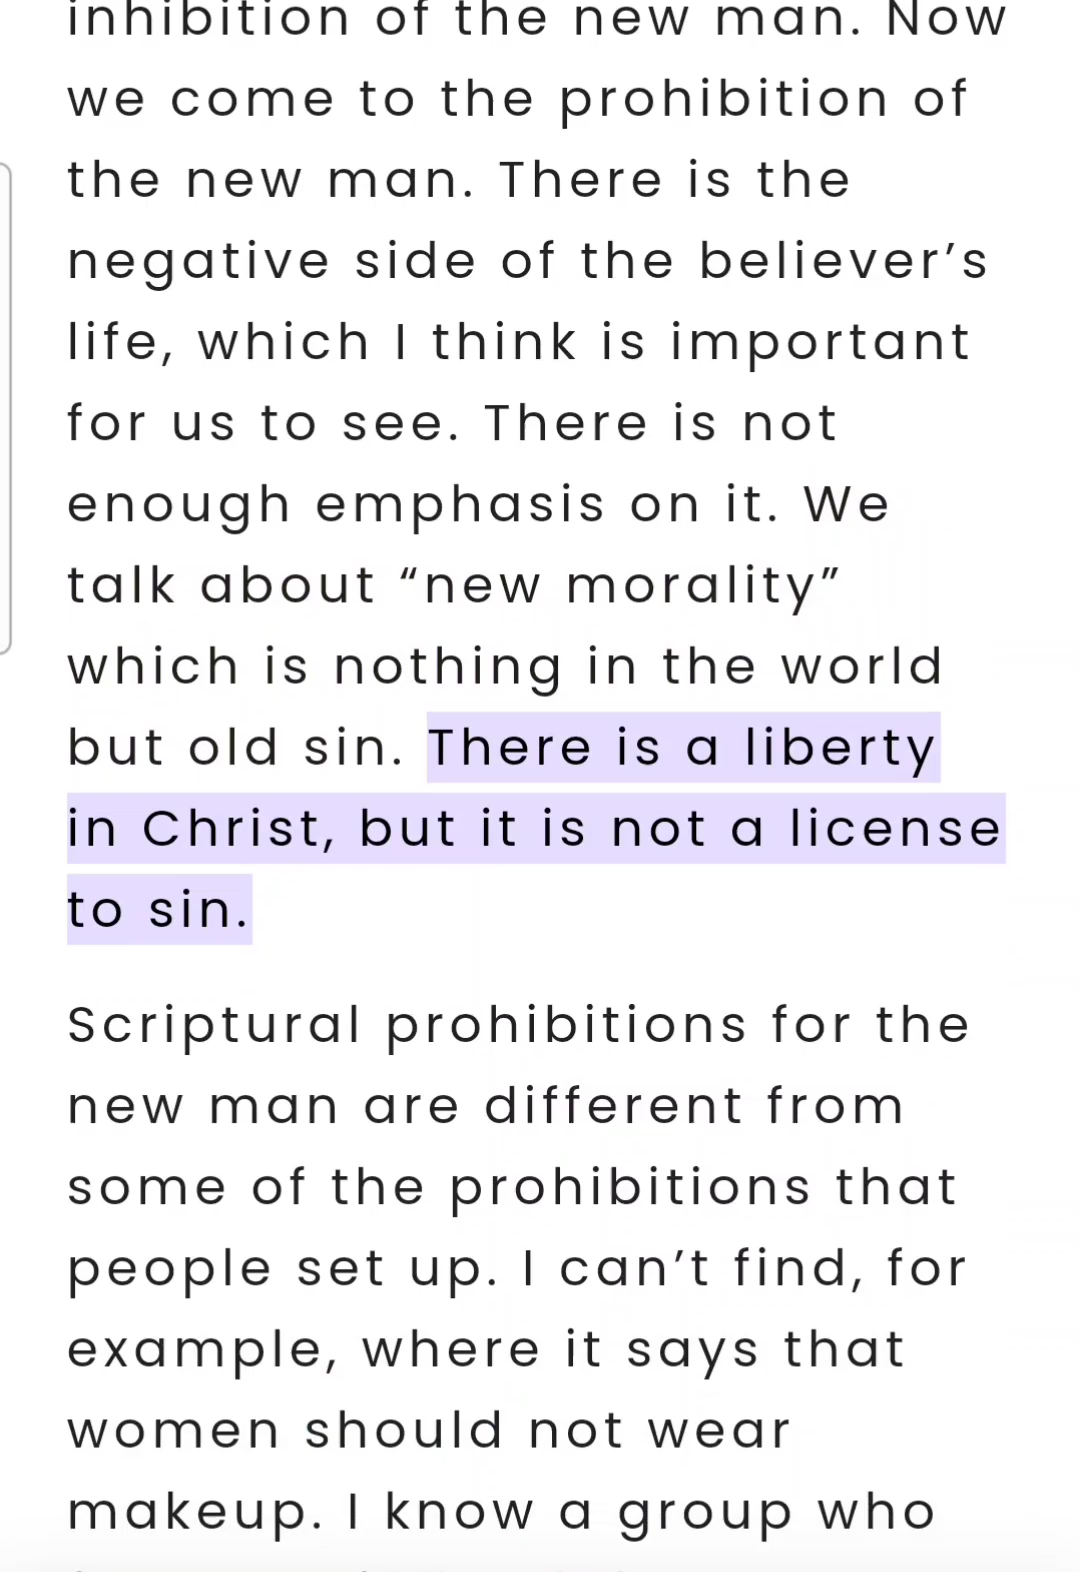 inhibition of the new man. Now
we come to the prohibition of
the new man. There is the
negative side of the believer’s
life, which I think is important
for us to see. There is not
enough emphasis on it. We
talk about “new morality”
which is nothing in the world
but old sin. There is a liberty
in Christ, but it is not a license
to sin.
Scriptural prohibitions for the
new man are different from
some of the prohibitions that
people set up. I can’t find, for
example, where it says that
women should not wear
makeup. I know a group who